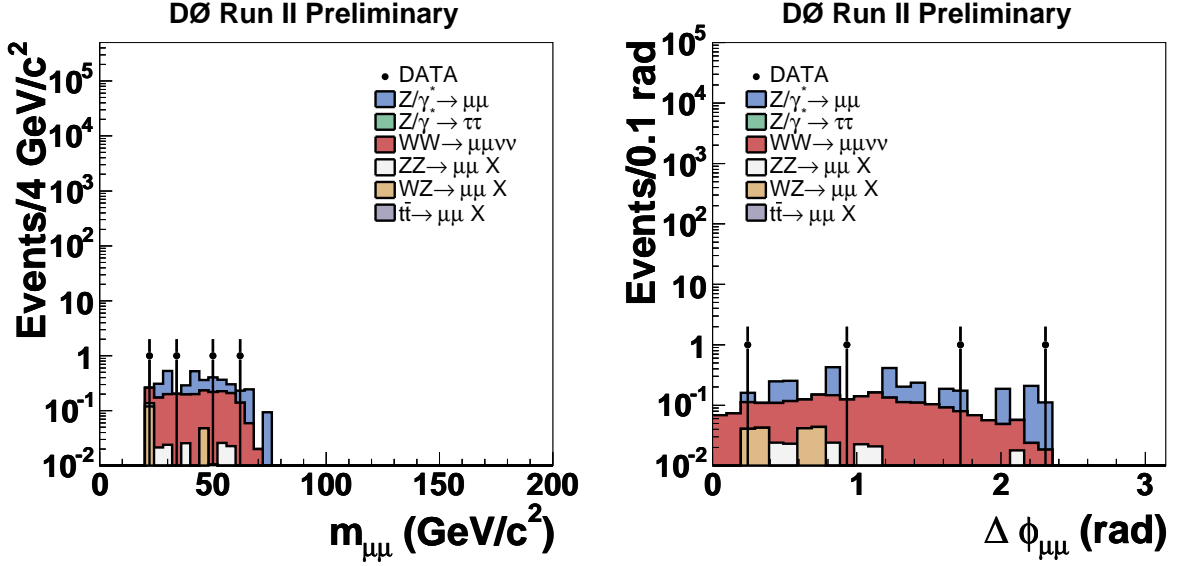 DØ Run II Preliminary
Events/4 GeV/c²
10⁵
10⁴
10³
10²
10
1
10⁻¹
10⁻²
DATA
Z/γ*→ μμ
Z/γ*→ ττ
WW→ μμνν
ZZ→ μμ X
WZ→ μμ X
tt̄→ μμ X
0 50 100 150 200
m_μμ (GeV/c²)
DØ Run II Preliminary
Events/0.1 rad
10⁵
10⁴
10³
10²
10
1
10⁻¹
10⁻²
DATA
Z/γ*→ μμ
Z/γ*→ ττ
WW→ μμνν
ZZ→ μμ X
WZ→ μμ X
tt̄→ μμ X
0 1 2 3
Δ ϕ_μμ (rad)